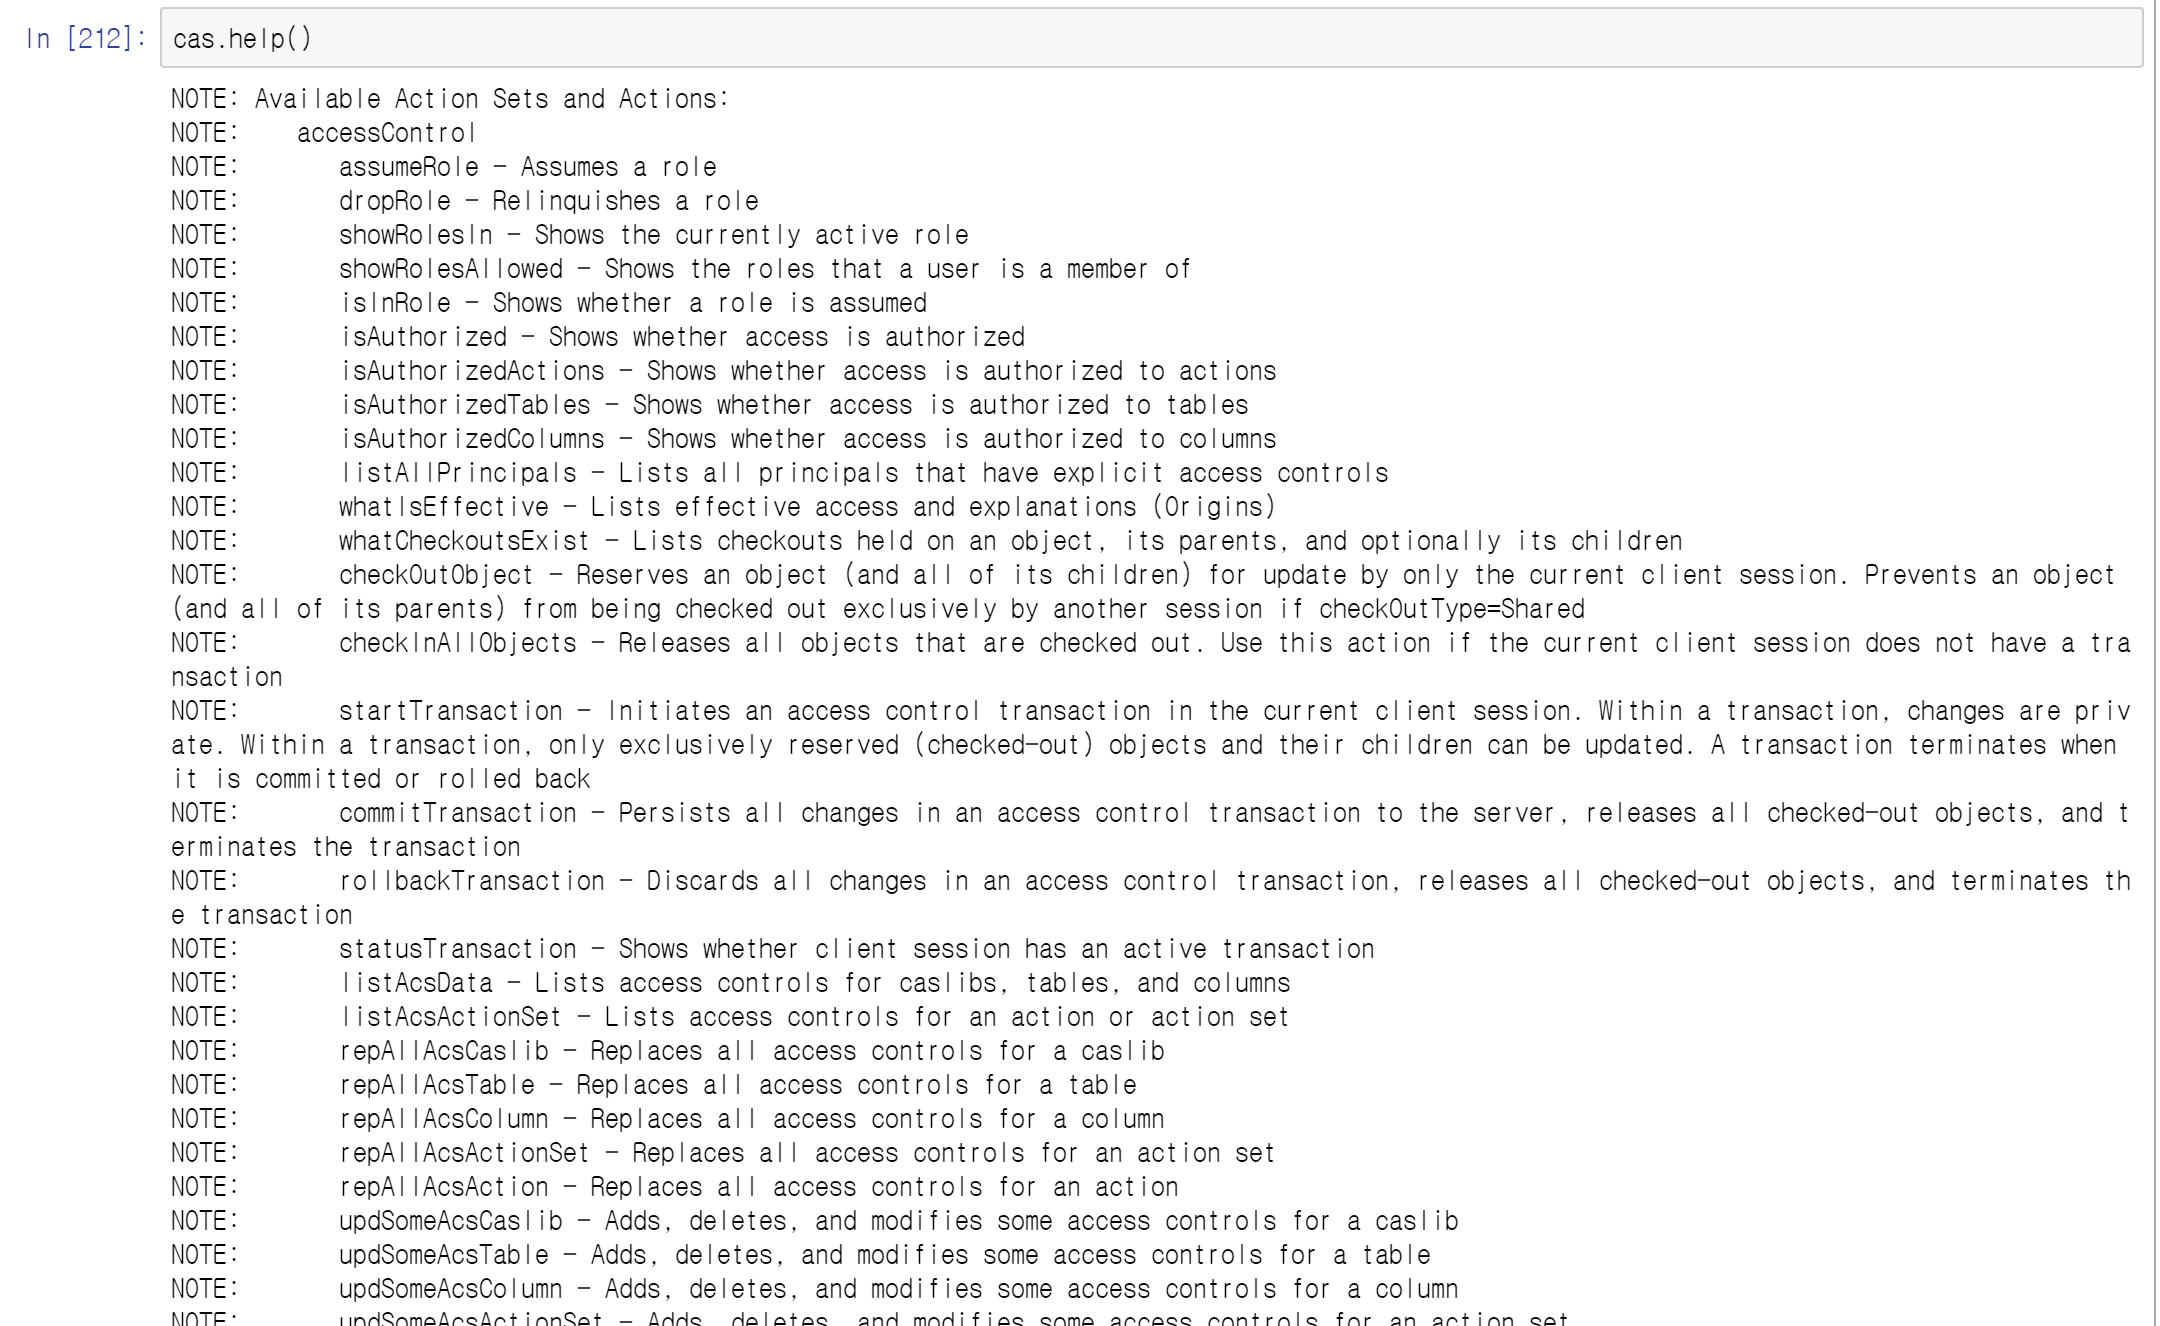 In [212]: cas.help()
NOTE: Available Action Sets and Actions:
NOTE:    accessControl
NOTE:       assumeRole - Assumes a role
NOTE:       dropRole - Relinquishes a role
NOTE:       showRolesIn - Shows the currently active role
NOTE:       showRolesAllowed - Shows the roles that a user is a member of
NOTE:       isInRole - Shows whether a role is assumed
NOTE:       isAuthorized - Shows whether access is authorized
NOTE:       isAuthorizedActions - Shows whether access is authorized to actions
NOTE:       isAuthorizedTables - Shows whether access is authorized to tables
NOTE:       isAuthorizedColumns - Shows whether access is authorized to columns
NOTE:       listAllPrincipals - Lists all principals that have explicit access controls
NOTE:       whatIsEffective - Lists effective access and explanations (Origins)
NOTE:       whatCheckoutsExist - Lists checkouts held on an object, its parents, and optionally its children
NOTE:       checkOutObject - Reserves an object (and all of its children) for update by only the current client session. Prevents an object
(and all of its parents) from being checked out exclusively by another session if checkOutType=Shared
NOTE:       checkInAllObjects - Releases all objects that are checked out. Use this action if the current client session does not have a tra
nsaction
NOTE:       startTransaction - Initiates an access control transaction in the current client session. Within a transaction, changes are priv
ate. Within a transaction, only exclusively reserved (checked-out) objects and their children can be updated. A transaction terminates when
it is committed or rolled back
NOTE:       commitTransaction - Persists all changes in an access control transaction to the server, releases all checked-out objects, and t
erminates the transaction
NOTE:       rollbackTransaction - Discards all changes in an access control transaction, releases all checked-out objects, and terminates th
e transaction
NOTE:       statusTransaction - Shows whether client session has an active transaction
NOTE:       listAcsData - Lists access controls for caslibs, tables, and columns
NOTE:       listAcsActionSet - Lists access controls for an action or action set
NOTE:       repAllAcsCaslib - Replaces all access controls for a caslib
NOTE:       repAllAcsTable - Replaces all access controls for a table
NOTE:       repAllAcsColumn - Replaces all access controls for a column
NOTE:       repAllAcsActionSet - Replaces all access controls for an action set
NOTE:       repAllAcsAction - Replaces all access controls for an action
NOTE:       updSomeAcsCaslib - Adds, deletes, and modifies some access controls for a caslib
NOTE:       updSomeAcsTable - Adds, deletes, and modifies some access controls for a table
NOTE:       updSomeAcsColumn - Adds, deletes, and modifies some access controls for a column
NOTE:       updSomeAcsActionSet - Adds, deletes, and modifies some access controls for an action set